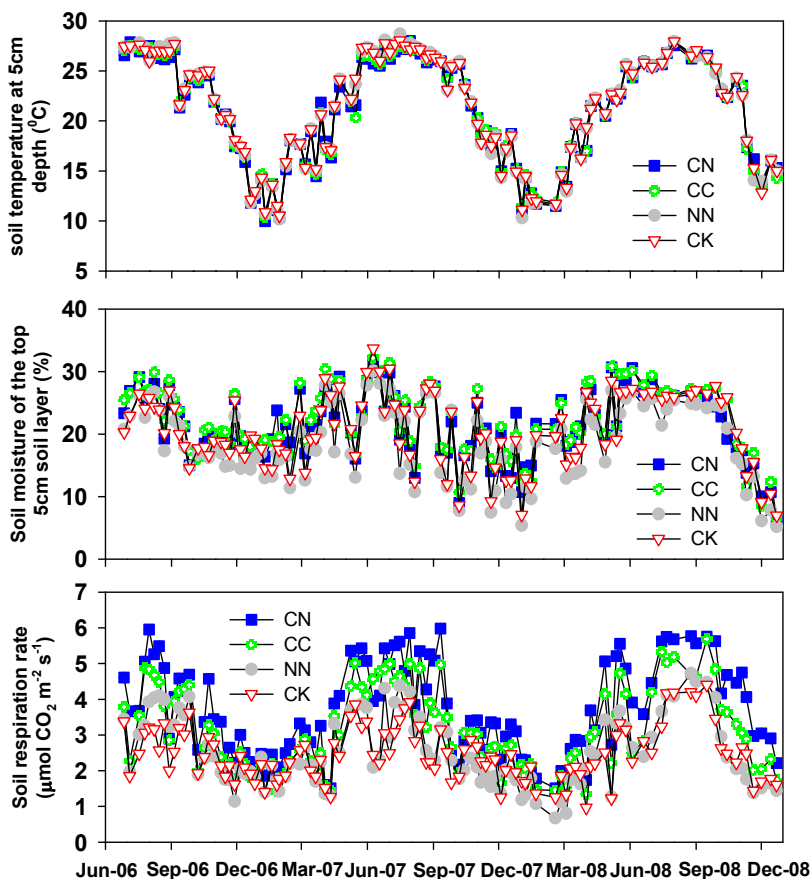 30
25
20
15
10
5
soil temperature at 5cm
depth (⁰C)
CN
CC
NN
CK
40
30
20
10
0
Soil moisture of the top
5cm soil layer (%)
CN
CC
NN
CK
7
6
5
4
3
2
1
0
Soil respiration rate
(μmol CO₂ m⁻² s⁻¹)
CN
CC
NN
CK
Jun-06 Sep-06 Dec-06 Mar-07 Jun-07 Sep-07 Dec-07 Mar-08 Jun-08 Sep-08 Dec-08